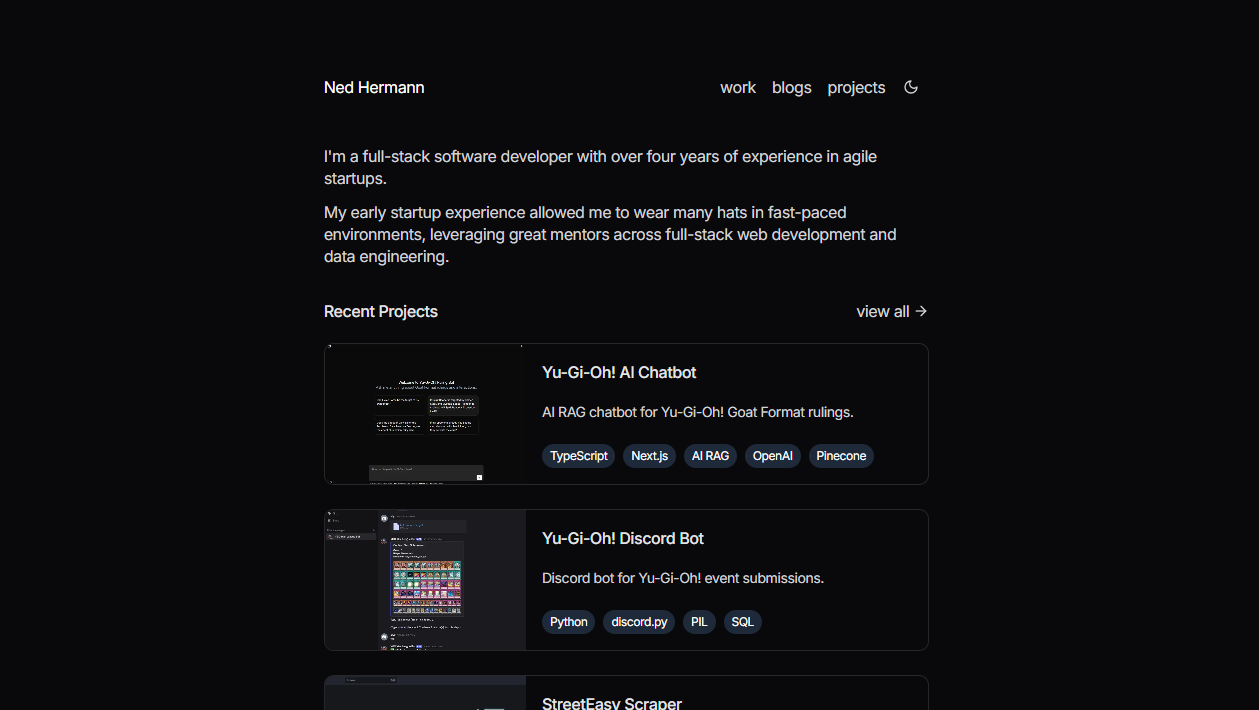 Ned Hermann
work blogs projects
I'm a full-stack software developer with over four years of experience in agile
startups.
My early startup experience allowed me to wear many hats in fast-paced
environments, leveraging great mentors across full-stack web development and
data engineering.
Recent Projects
view all →
Yu-Gi-Oh! AI Chatbot
AI RAG chatbot for Yu-Gi-Oh! Goat Format rulings.
TypeScript Next.js AI RAG OpenAI Pinecone
Yu-Gi-Oh! Discord Bot
Discord bot for Yu-Gi-Oh! event submissions.
Python discord.py PIL SQL
StreetEasy Scraper